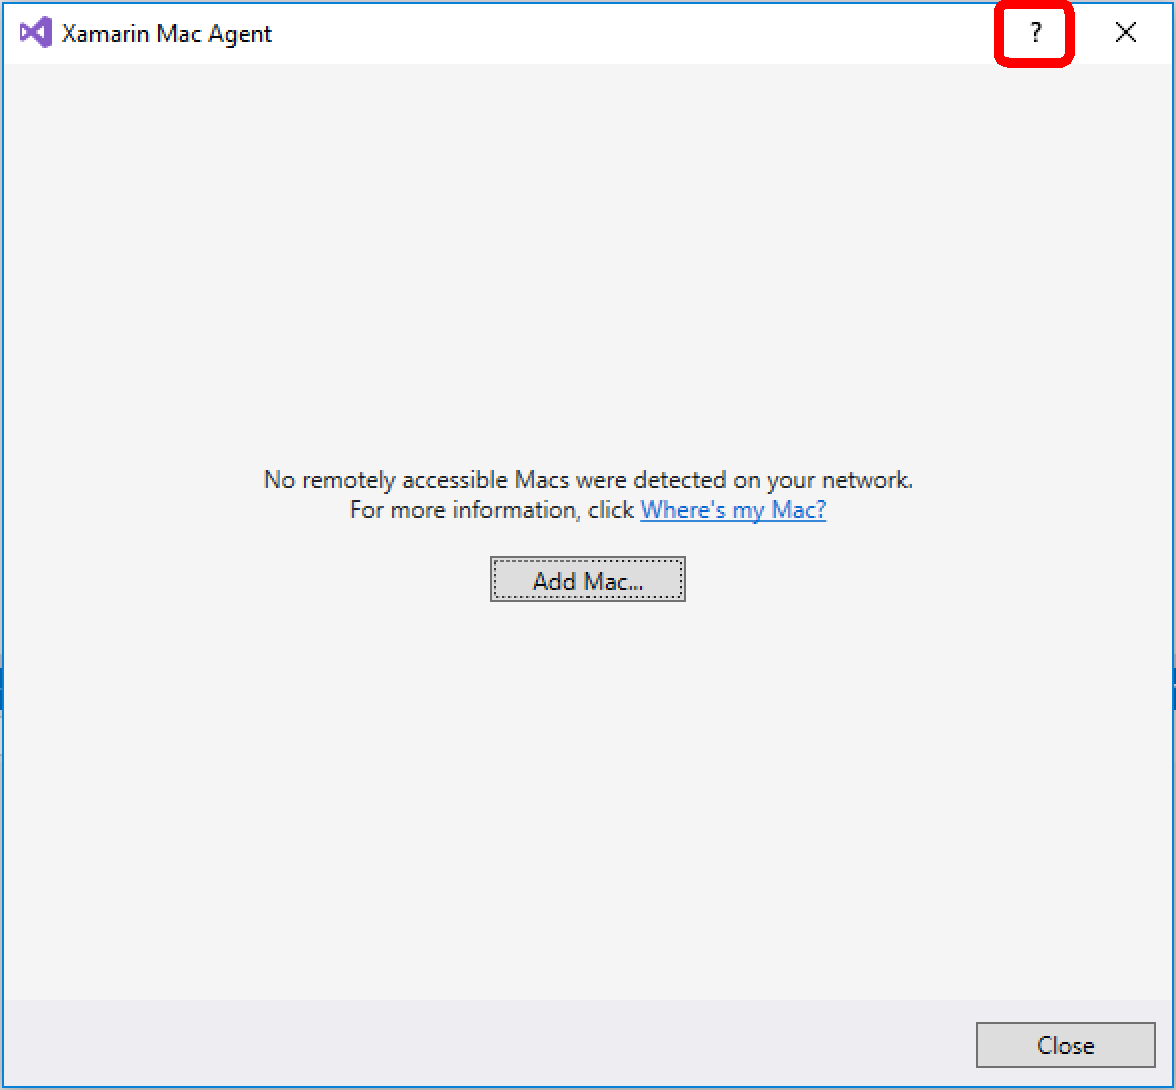 Xamarin Mac Agent
?
No remotely accessible Macs were detected on your network.
For more information, click Where's my Mac?
Add Mac...
Close